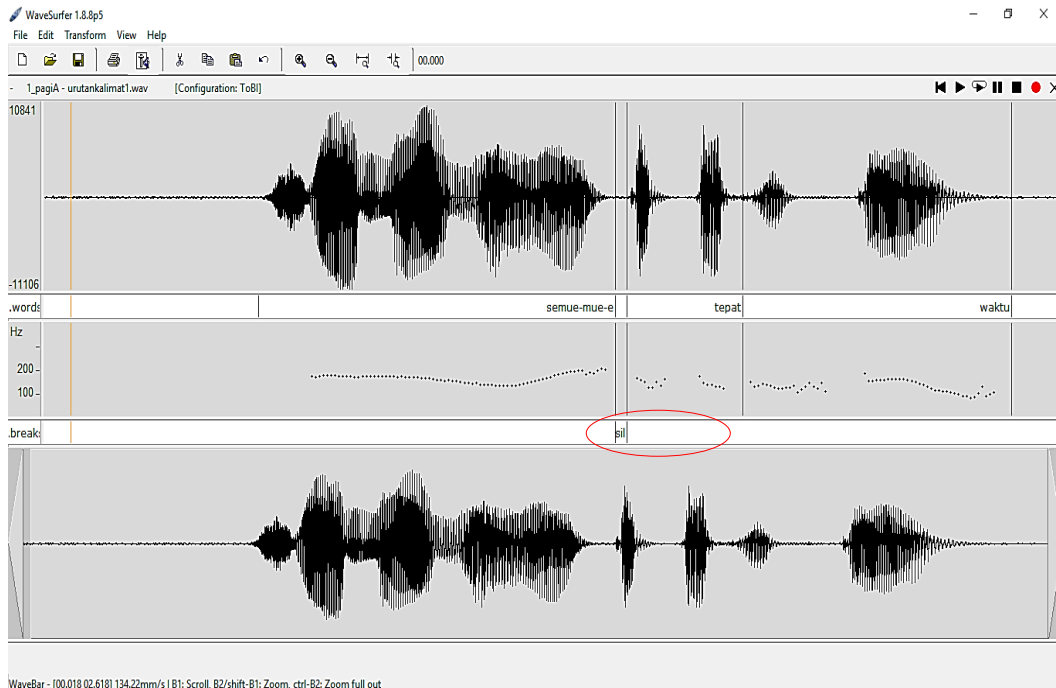 WaveSurfer 1.8.8p5
File Edit Transform View Help
00.000
- 1_pagiA - urutankalimat1.wav [Configuration: ToBI]
10841
-11106
.words semue-mue-e tepat waktu
Hz
200
100
.break: sil
WaveBar - [00.018 02.618] 134.22mm/s | B1: Scroll, B2/shift-B1: Zoom, ctrl-B2: Zoom full out